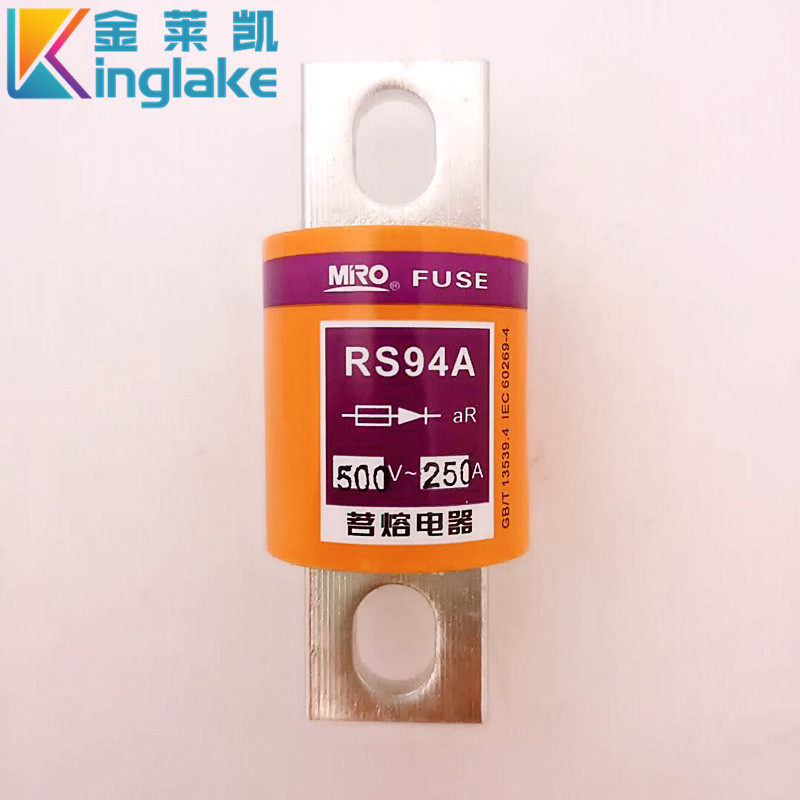 金莱凯
Kinglake
MIRO® FUSE
RS94A
aR
500V~250A
茗熔电器
GB/T 13539.4 IEC 60269-4